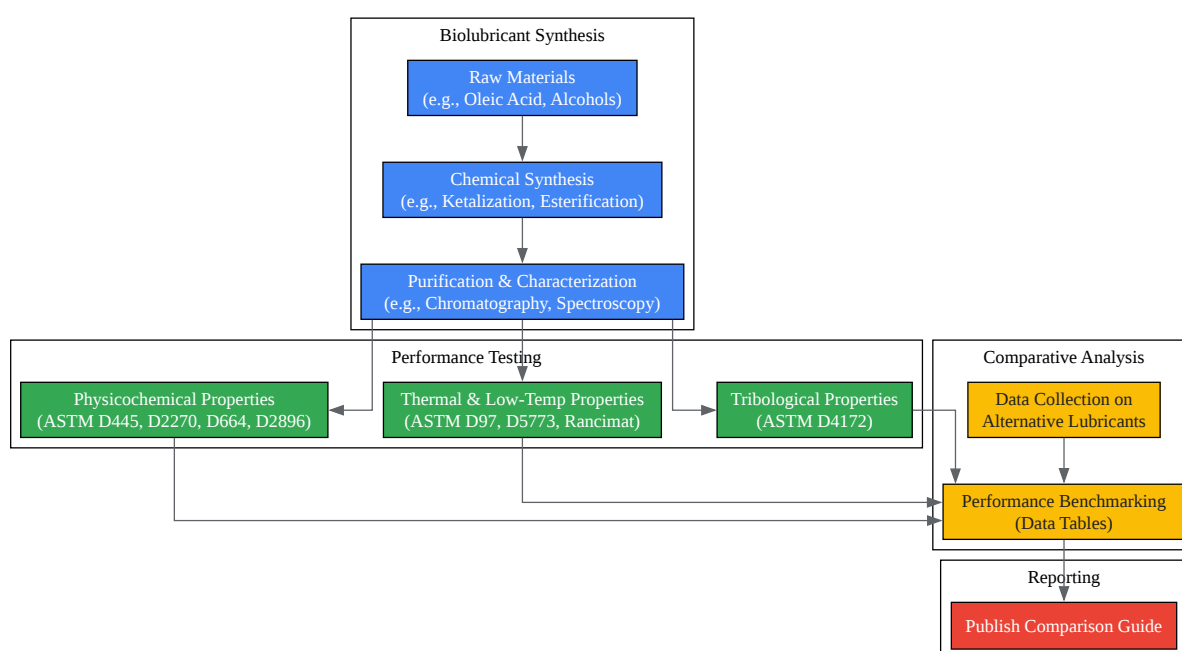 Biolubricant Synthesis
Raw Materials
(e.g., Oleic Acid, Alcohols)
Chemical Synthesis
(e.g., Ketalization, Esterification)
Purification & Characterization
(e.g., Chromatography, Spectroscopy)
Performance Testing
Physicochemical Properties
(ASTM D445, D2270, D664, D2896)
Thermal & Low-Temp Properties
(ASTM D97, D5773, Rancimat)
Tribological Properties
(ASTM D4172)
Comparative Analysis
Data Collection on
Alternative Lubricants
Performance Benchmarking
(Data Tables)
Reporting
Publish Comparison Guide